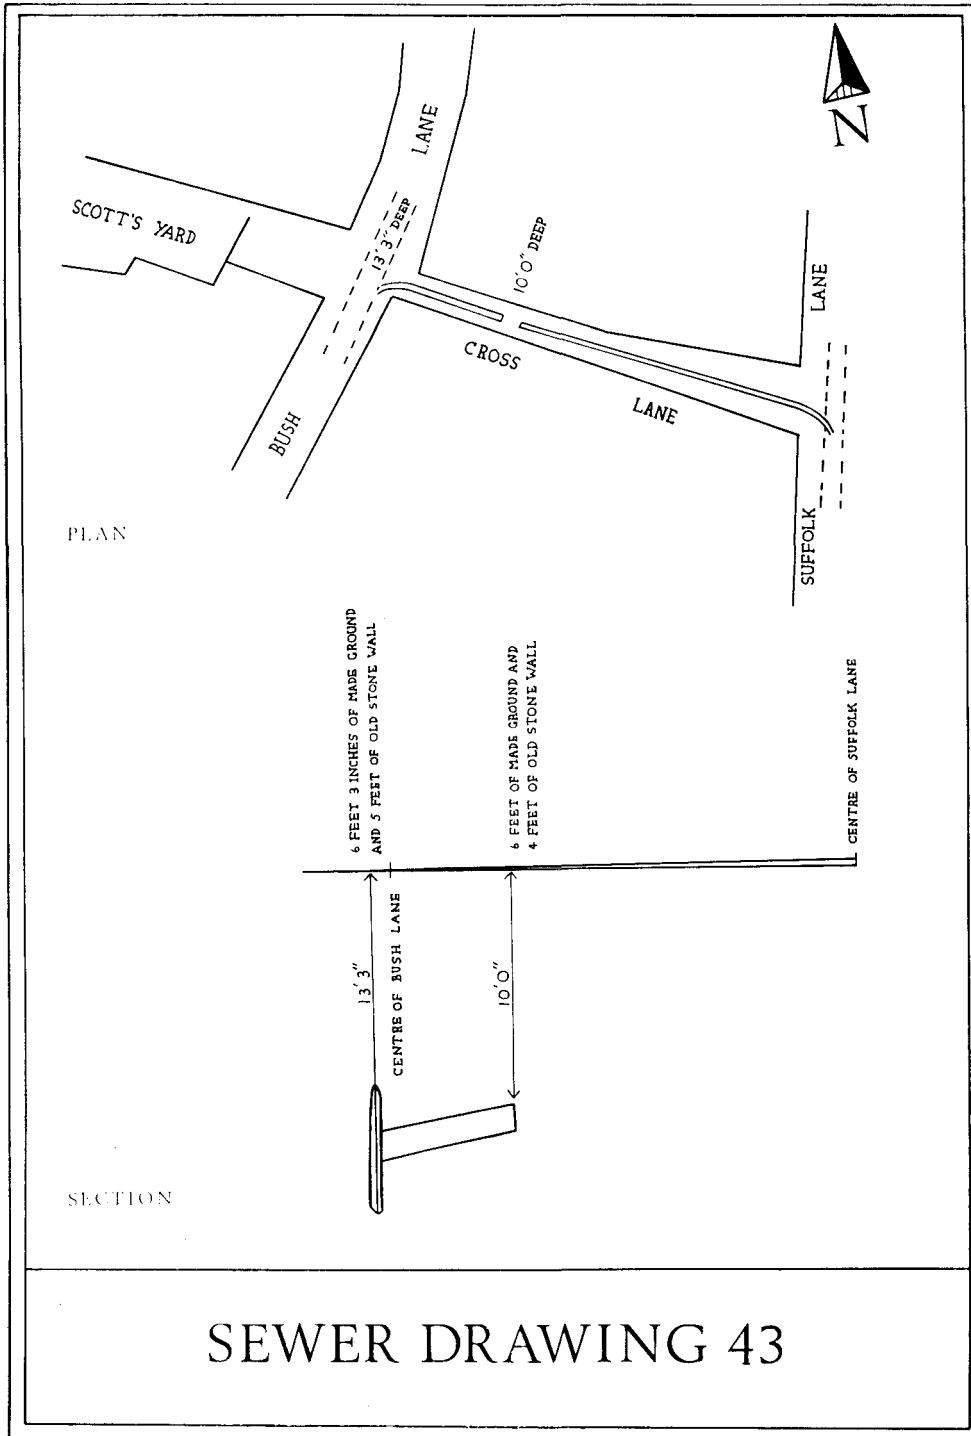 N
LANE
SCOTT'S YARD
13'3" DEEP
10'0" DEEP
LANE
CROSS
LANE
BUSH
SUFFOLK
PLAN
6 FEET 3 INCHES OF MADE GROUND
AND 5 FEET OF OLD STONE WALL
6 FEET OF MADE GROUND AND
4 FEET OF OLD STONE WALL
CENTRE OF SUFFOLK LANE
13'3"
CENTRE OF BUSH LANE
10'0"
SECTION
SEWER DRAWING 43